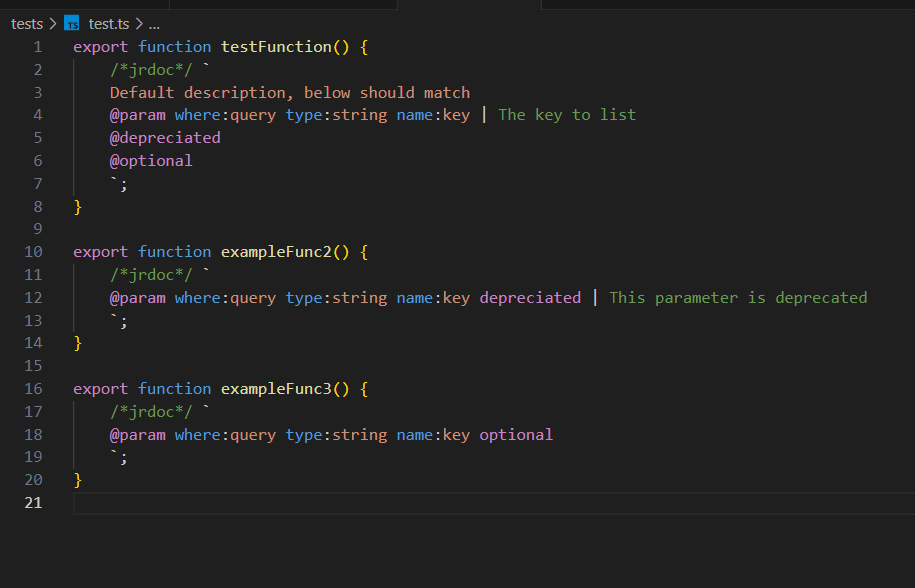 tests > TS test.ts > ...
1 export function testFunction() {
2 /*jrdoc*/ `
3 Default description, below should match
4 @param where:query type:string name:key | The key to list
5 @depreciated
6 @optional
7 `;
8 }
9
10 export function exampleFunc2() {
11 /*jrdoc*/ `
12 @param where:query type:string name:key depreciated | This parameter is deprecated
13 `;
14 }
15
16 export function exampleFunc3() {
17 /*jrdoc*/ `
18 @param where:query type:string name:key optional
19 `;
20 }
21